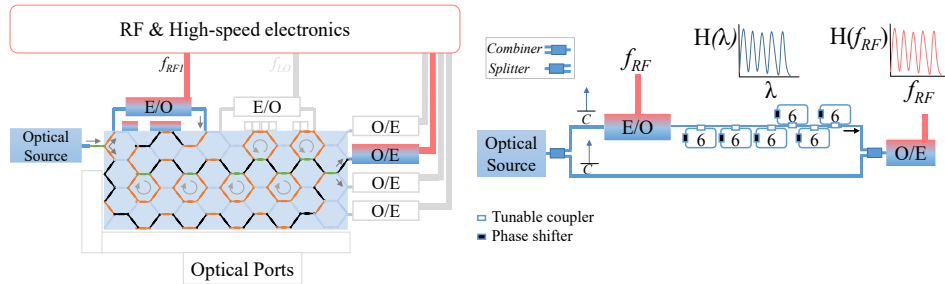 RF & High-speed electronics
f_RF1
f_LO
E/O
E/O
Optical
Source
O/E
O/E
O/E
O/E
Optical Ports
Combiner
Splitter
f_RF
H(λ)
λ
H(f_RF)
f_RF
C
C
E/O
Optical
Source
6
6
6
6
6
6
O/E
Tunable coupler
Phase shifter